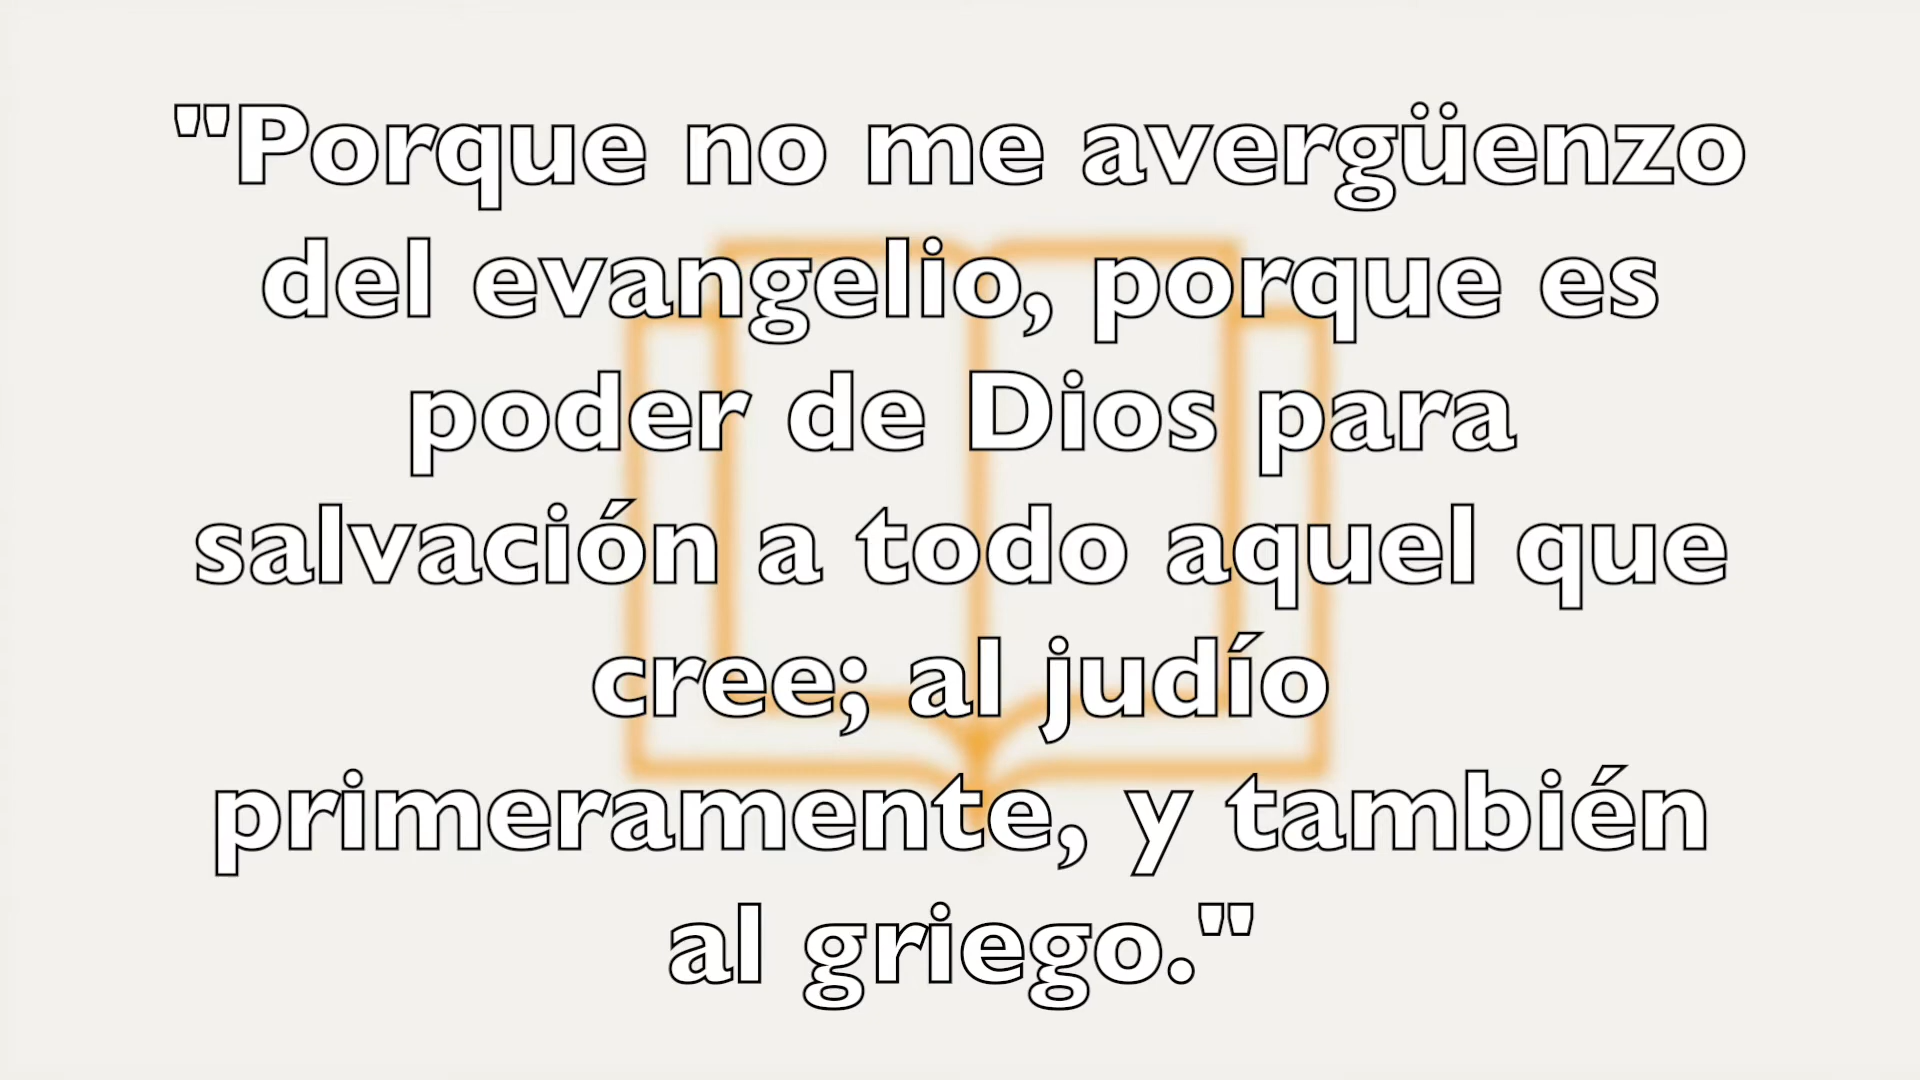 "Porque no me avergüenzo
del evangelio, porque es
poder de Dios para
salvación a todo aquel que
cree; al judío
primeramente, y también
al griego."